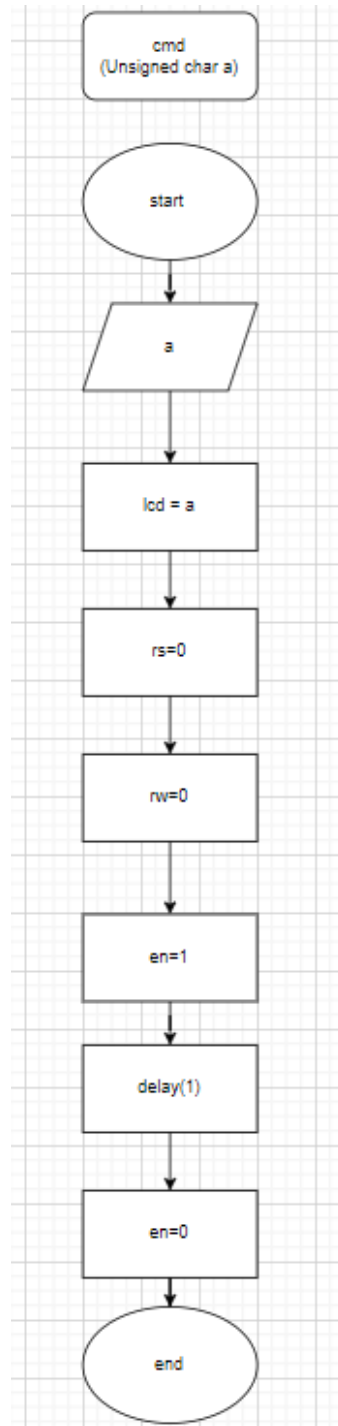 cmd
(Unsigned char a)
start
a
lcd = a
rs=0
rw=0
en=1
delay(1)
en=0
end